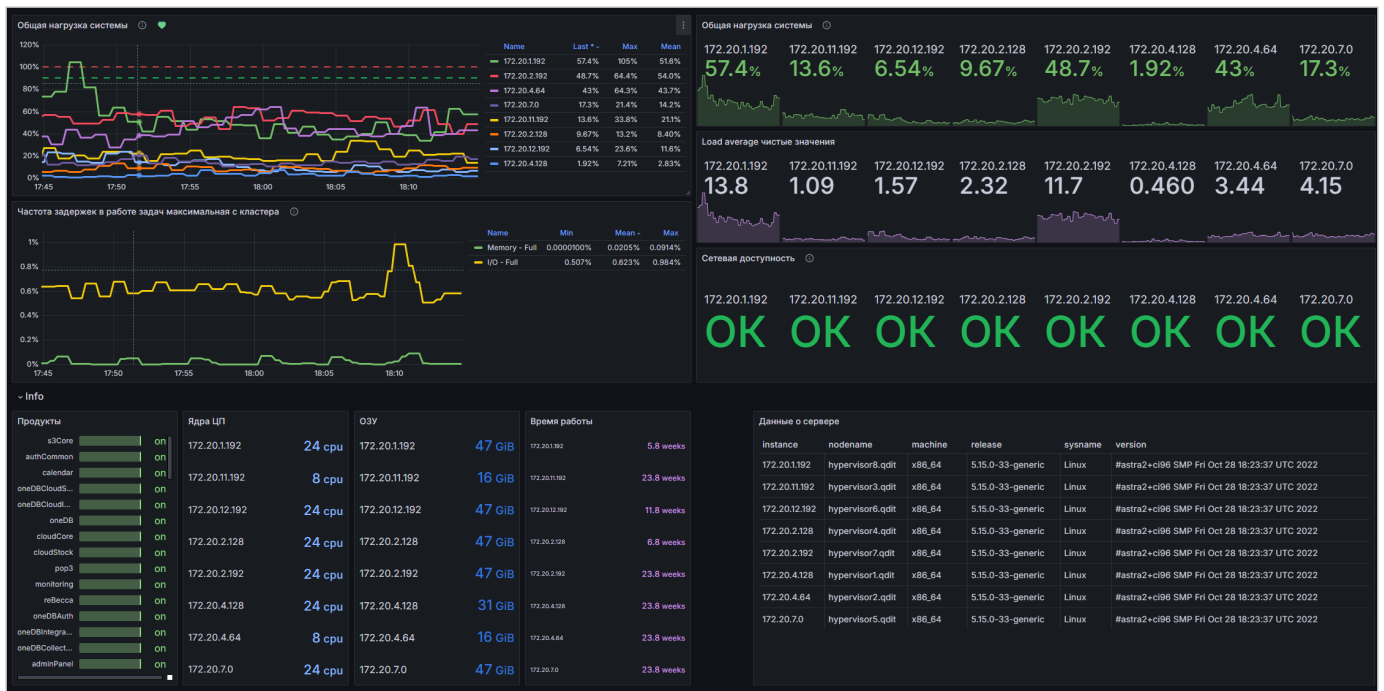 Общая нагрузка системы
120%
100%
80%
60%
40%
20%
0%
17:45 17:50 17:55 18:00 18:05 18:10
Name Last * Max Mean
172.20.1.192 57.4% 105% 51.6%
172.20.2.192 48.7% 64.4% 54.0%
172.20.4.64 43% 64.3% 43.7%
172.20.7.0 17.3% 21.4% 14.2%
172.20.11.192 13.6% 33.8% 21.1%
172.20.2.128 9.67% 13.2% 8.40%
172.20.12.192 6.54% 23.6% 11.6%
172.20.4.128 1.92% 7.21% 2.83%
Общая нагрузка системы
172.20.1.192 172.20.11.192 172.20.12.192 172.20.2.128 172.20.2.192 172.20.4.128 172.20.4.64 172.20.7.0
57.4% 13.6% 6.54% 9.67% 48.7% 1.92% 43% 17.3%
Load average чистые значения
172.20.1.192 172.20.11.192 172.20.12.192 172.20.2.128 172.20.2.192 172.20.4.128 172.20.4.64 172.20.7.0
13.8 1.09 1.57 2.32 11.7 0.460 3.44 4.15
Частота задержек в работе задач максимальная с кластера
1%
0.8%
0.6%
0.4%
0.2%
0%
17:45 17:50 17:55 18:00 18:05 18:10
Name Min Mean Max
Memory - Full 0.0000100% 0.0205% 0.0914%
I/O - Full 0.507% 0.623% 0.984%
Сетевая доступность
172.20.1.192 172.20.11.192 172.20.12.192 172.20.2.128 172.20.2.192 172.20.4.128 172.20.4.64 172.20.7.0
OK OK OK OK OK OK OK OK
Info
Продукты
s3Core on
authCommon on
calendar on
oneDBCloudS... on
oneDBCloudI... on
oneDB on
cloudCore on
cloudStock on
pop3 on
monitoring on
reBecca on
oneDBAuth on
oneDBIntegra... on
oneDBCollect... on
adminPanel on
Ядра ЦП
172.20.1.192 24 cpu
172.20.11.192 8 cpu
172.20.12.192 24 cpu
172.20.2.128 24 cpu
172.20.2.192 24 cpu
172.20.4.128 24 cpu
172.20.4.64 8 cpu
172.20.7.0 24 cpu
ОЗУ
172.20.1.192 47 GiB
172.20.11.192 16 GiB
172.20.12.192 47 GiB
172.20.2.128 47 GiB
172.20.2.192 47 GiB
172.20.4.128 31 GiB
172.20.4.64 16 GiB
172.20.7.0 47 GiB
Время работы
172.20.1.192 5.8 weeks
172.20.11.192 23.8 weeks
172.20.12.192 11.8 weeks
172.20.2.128 6.8 weeks
172.20.2.192 23.8 weeks
172.20.4.128 23.8 weeks
172.20.4.64 23.8 weeks
172.20.7.0 23.8 weeks
Данные о сервере
instance nodename machine release sysname version
172.20.1.192 hypervisor8.qdit x86_64 5.15.0-33-generic Linux #astra2+ci96 SMP Fri Oct 28 18:23:37 UTC 2022
172.20.11.192 hypervisor3.qdit x86_64 5.15.0-33-generic Linux #astra2+ci96 SMP Fri Oct 28 18:23:37 UTC 2022
172.20.12.192 hypervisor6.qdit x86_64 5.15.0-33-generic Linux #astra2+ci96 SMP Fri Oct 28 18:23:37 UTC 2022
172.20.2.128 hypervisor4.qdit x86_64 5.15.0-33-generic Linux #astra2+ci96 SMP Fri Oct 28 18:23:37 UTC 2022
172.20.2.192 hypervisor7.qdit x86_64 5.15.0-33-generic Linux #astra2+ci96 SMP Fri Oct 28 18:23:37 UTC 2022
172.20.4.128 hypervisor1.qdit x86_64 5.15.0-33-generic Linux #astra2+ci96 SMP Fri Oct 28 18:23:37 UTC 2022
172.20.4.64 hypervisor2.qdit x86_64 5.15.0-33-generic Linux #astra2+ci96 SMP Fri Oct 28 18:23:37 UTC 2022
172.20.7.0 hypervisor5.qdit x86_64 5.15.0-33-generic Linux #astra2+ci96 SMP Fri Oct 28 18:23:37 UTC 2022